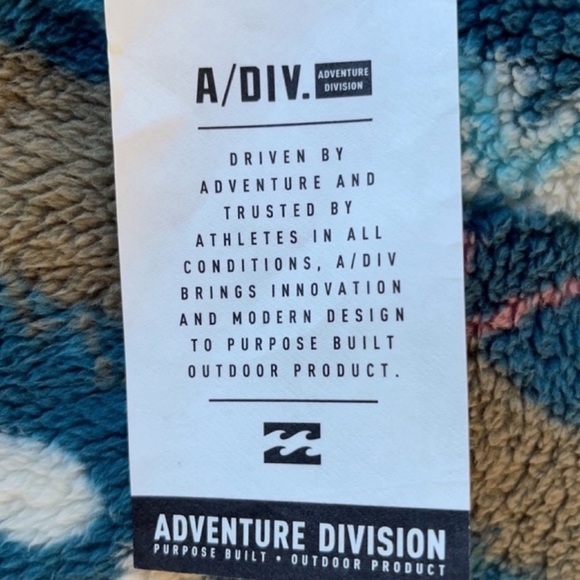 A/DIV. ADVENTURE DIVISION
DRIVEN BY
ADVENTURE AND
TRUSTED BY
ATHLETES IN ALL
CONDITIONS, A/DIV
BRINGS INNOVATION
AND MODERN DESIGN
TO PURPOSE BUILT
OUTDOOR PRODUCT.
ADVENTURE DIVISION
PURPOSE BUILT • OUTDOOR PRODUCT